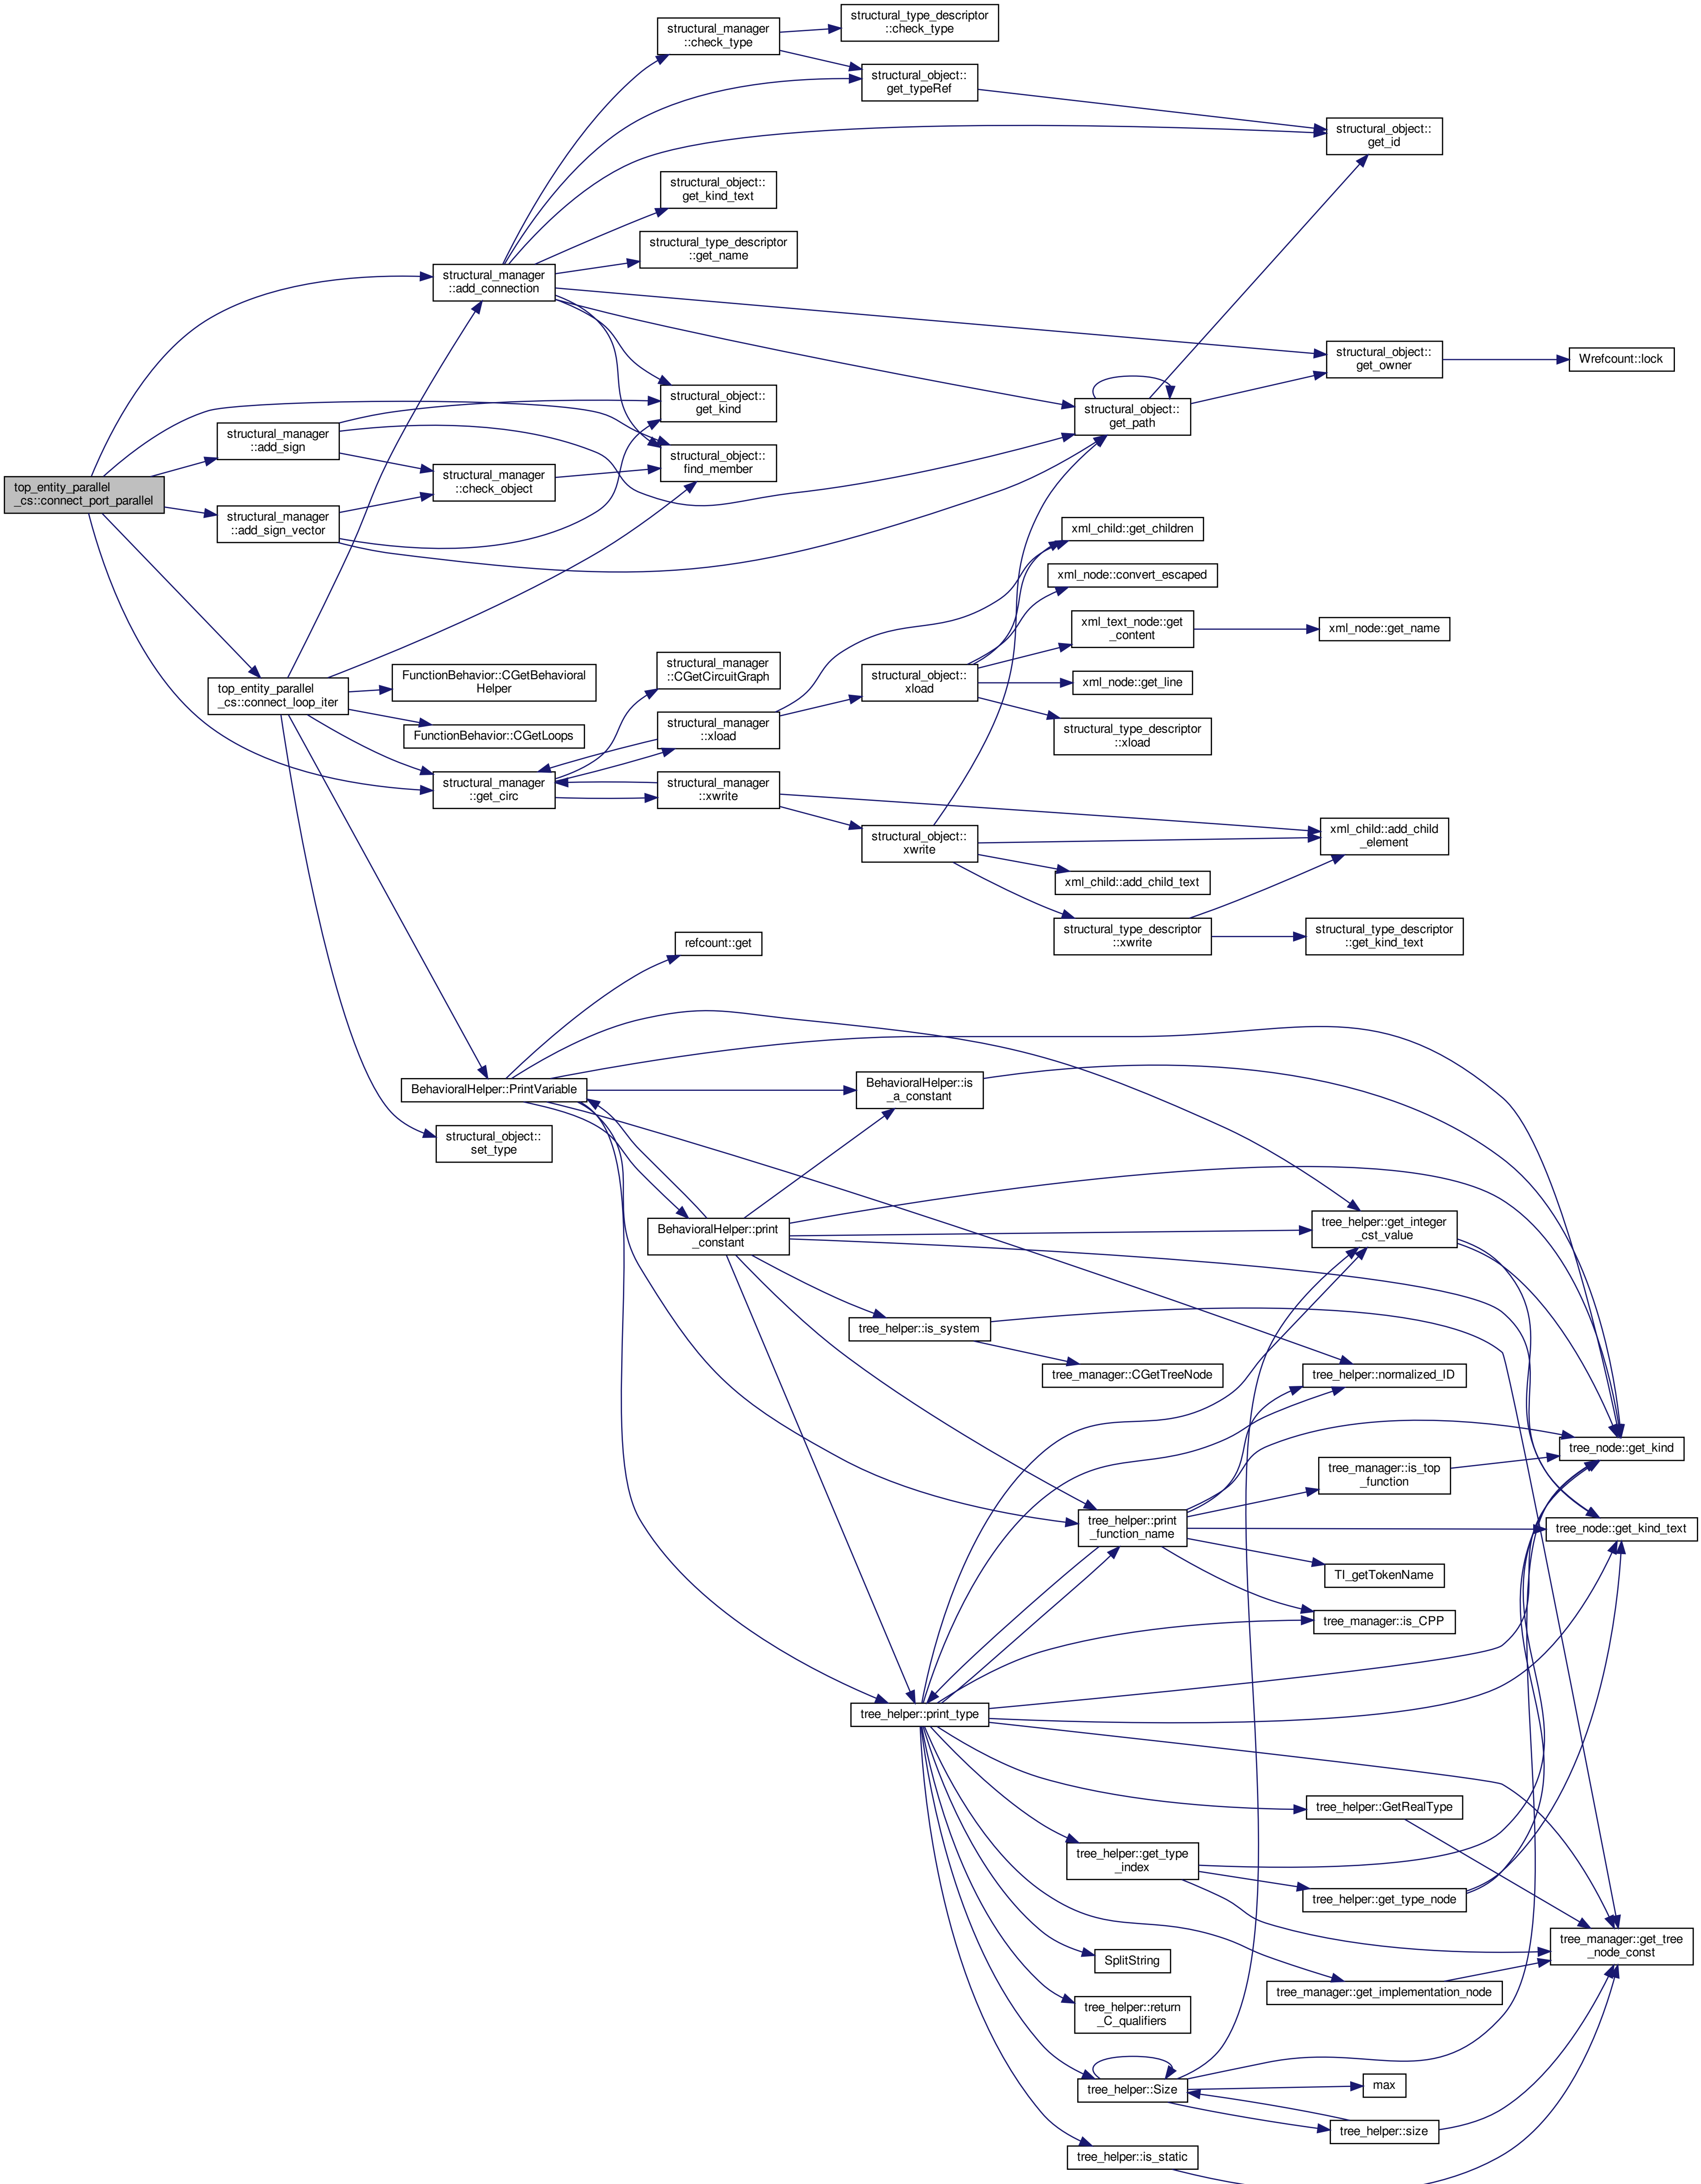 structural_type_descriptor
::check_type
structural_manager
::check_type
structural_object::
get_typeRef
structural_object::
get_id
structural_object::
get_kind_text
structural_type_descriptor
::get_name
structural_manager
::add_connection
structural_object::
get_owner
Wrefcount::lock
structural_object::
get_kind
structural_object::
get_path
structural_manager
::add_sign
structural_object::
find_member
structural_manager
::check_object
top_entity_parallel
_cs::connect_port_parallel
structural_manager
::add_sign_vector
xml_child::get_children
xml_node::convert_escaped
xml_text_node::get
_content
xml_node::get_name
structural_manager
::CGetCircuitGraph
structural_object::
xload
xml_node::get_line
top_entity_parallel
_cs::connect_loop_iter
FunctionBehavior::CGetBehavioral
Helper
FunctionBehavior::CGetLoops
structural_manager
::xload
structural_type_descriptor
::xload
structural_manager
::get_circ
structural_manager
::xwrite
structural_object::
xwrite
xml_child::add_child
_element
xml_child::add_child_text
structural_type_descriptor
::xwrite
structural_type_descriptor
::get_kind_text
refcount::get
BehavioralHelper::PrintVariable
BehavioralHelper::is
_a_constant
structural_object::
set_type
BehavioralHelper::print
_constant
tree_helper::get_integer
_cst_value
tree_helper::is_system
tree_manager::CGetTreeNode
tree_helper::normalized_ID
tree_node::get_kind
tree_manager::is_top
_function
tree_helper::print
_function_name
tree_node::get_kind_text
TI_getTokenName
tree_manager::is_CPP
tree_helper::print_type
tree_helper::GetRealType
tree_helper::get_type
_index
tree_helper::get_type_node
tree_manager::get_tree
_node_const
SplitString
tree_manager::get_implementation_node
tree_helper::return
_C_qualifiers
tree_helper::Size
max
tree_helper::size
tree_helper::is_static